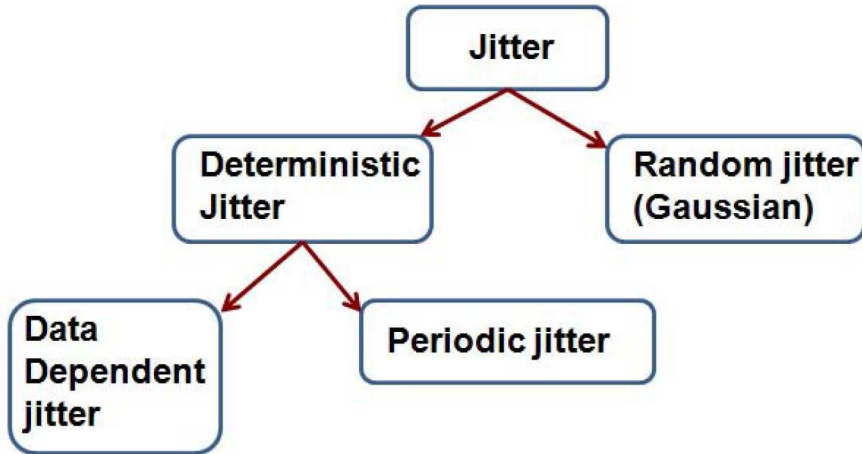 Jitter
Deterministic
Jitter
Random jitter
(Gaussian)
Data
Dependent
jitter
Periodic jitter